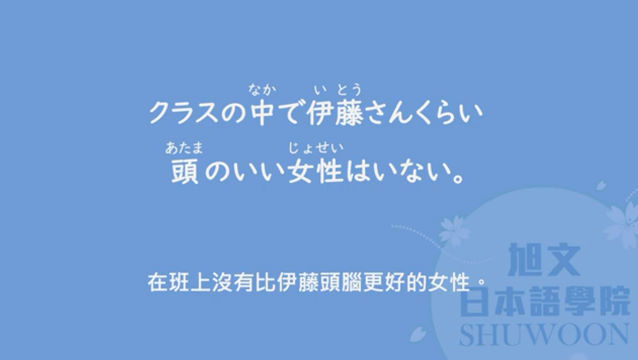 なか いとう
クラスの中で伊藤さんくらい
あたま じょせい
頭のいい女性はいない。
在班上沒有比伊藤頭腦更好的女性。
旭文
日本語學院
SHUWOON